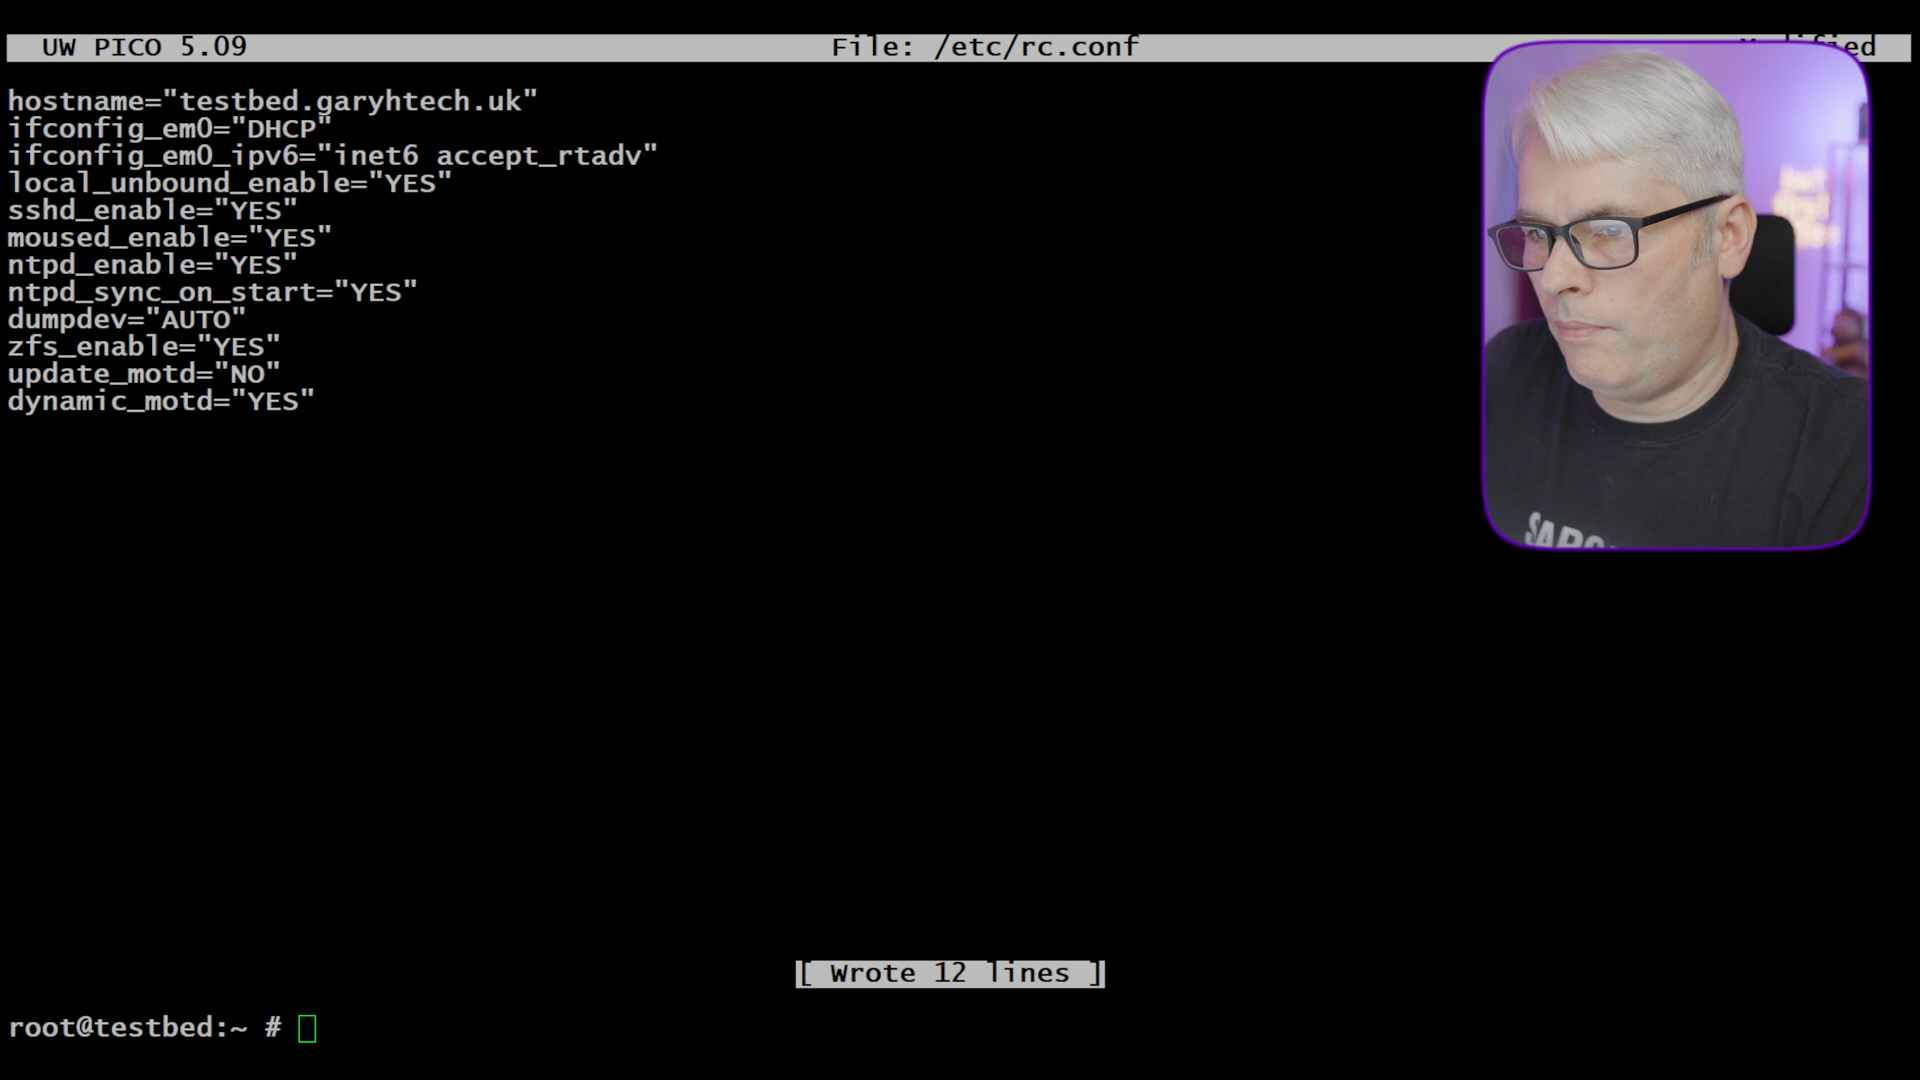 UW PICO 5.09 File: /etc/rc.conf
hostname="testbed.garyhtech.uk"
ifconfig_em0="DHCP"
ifconfig_em0_ipv6="inet6 accept_rtadv"
local_unbound_enable="YES"
sshd_enable="YES"
moused_enable="YES"
ntpd_enable="YES"
ntpd_sync_on_start="YES"
dumpdev="AUTO"
zfs_enable="YES"
update_motd="NO"
dynamic_motd="YES"
[ Wrote 12 lines ]
root@testbed:~ #